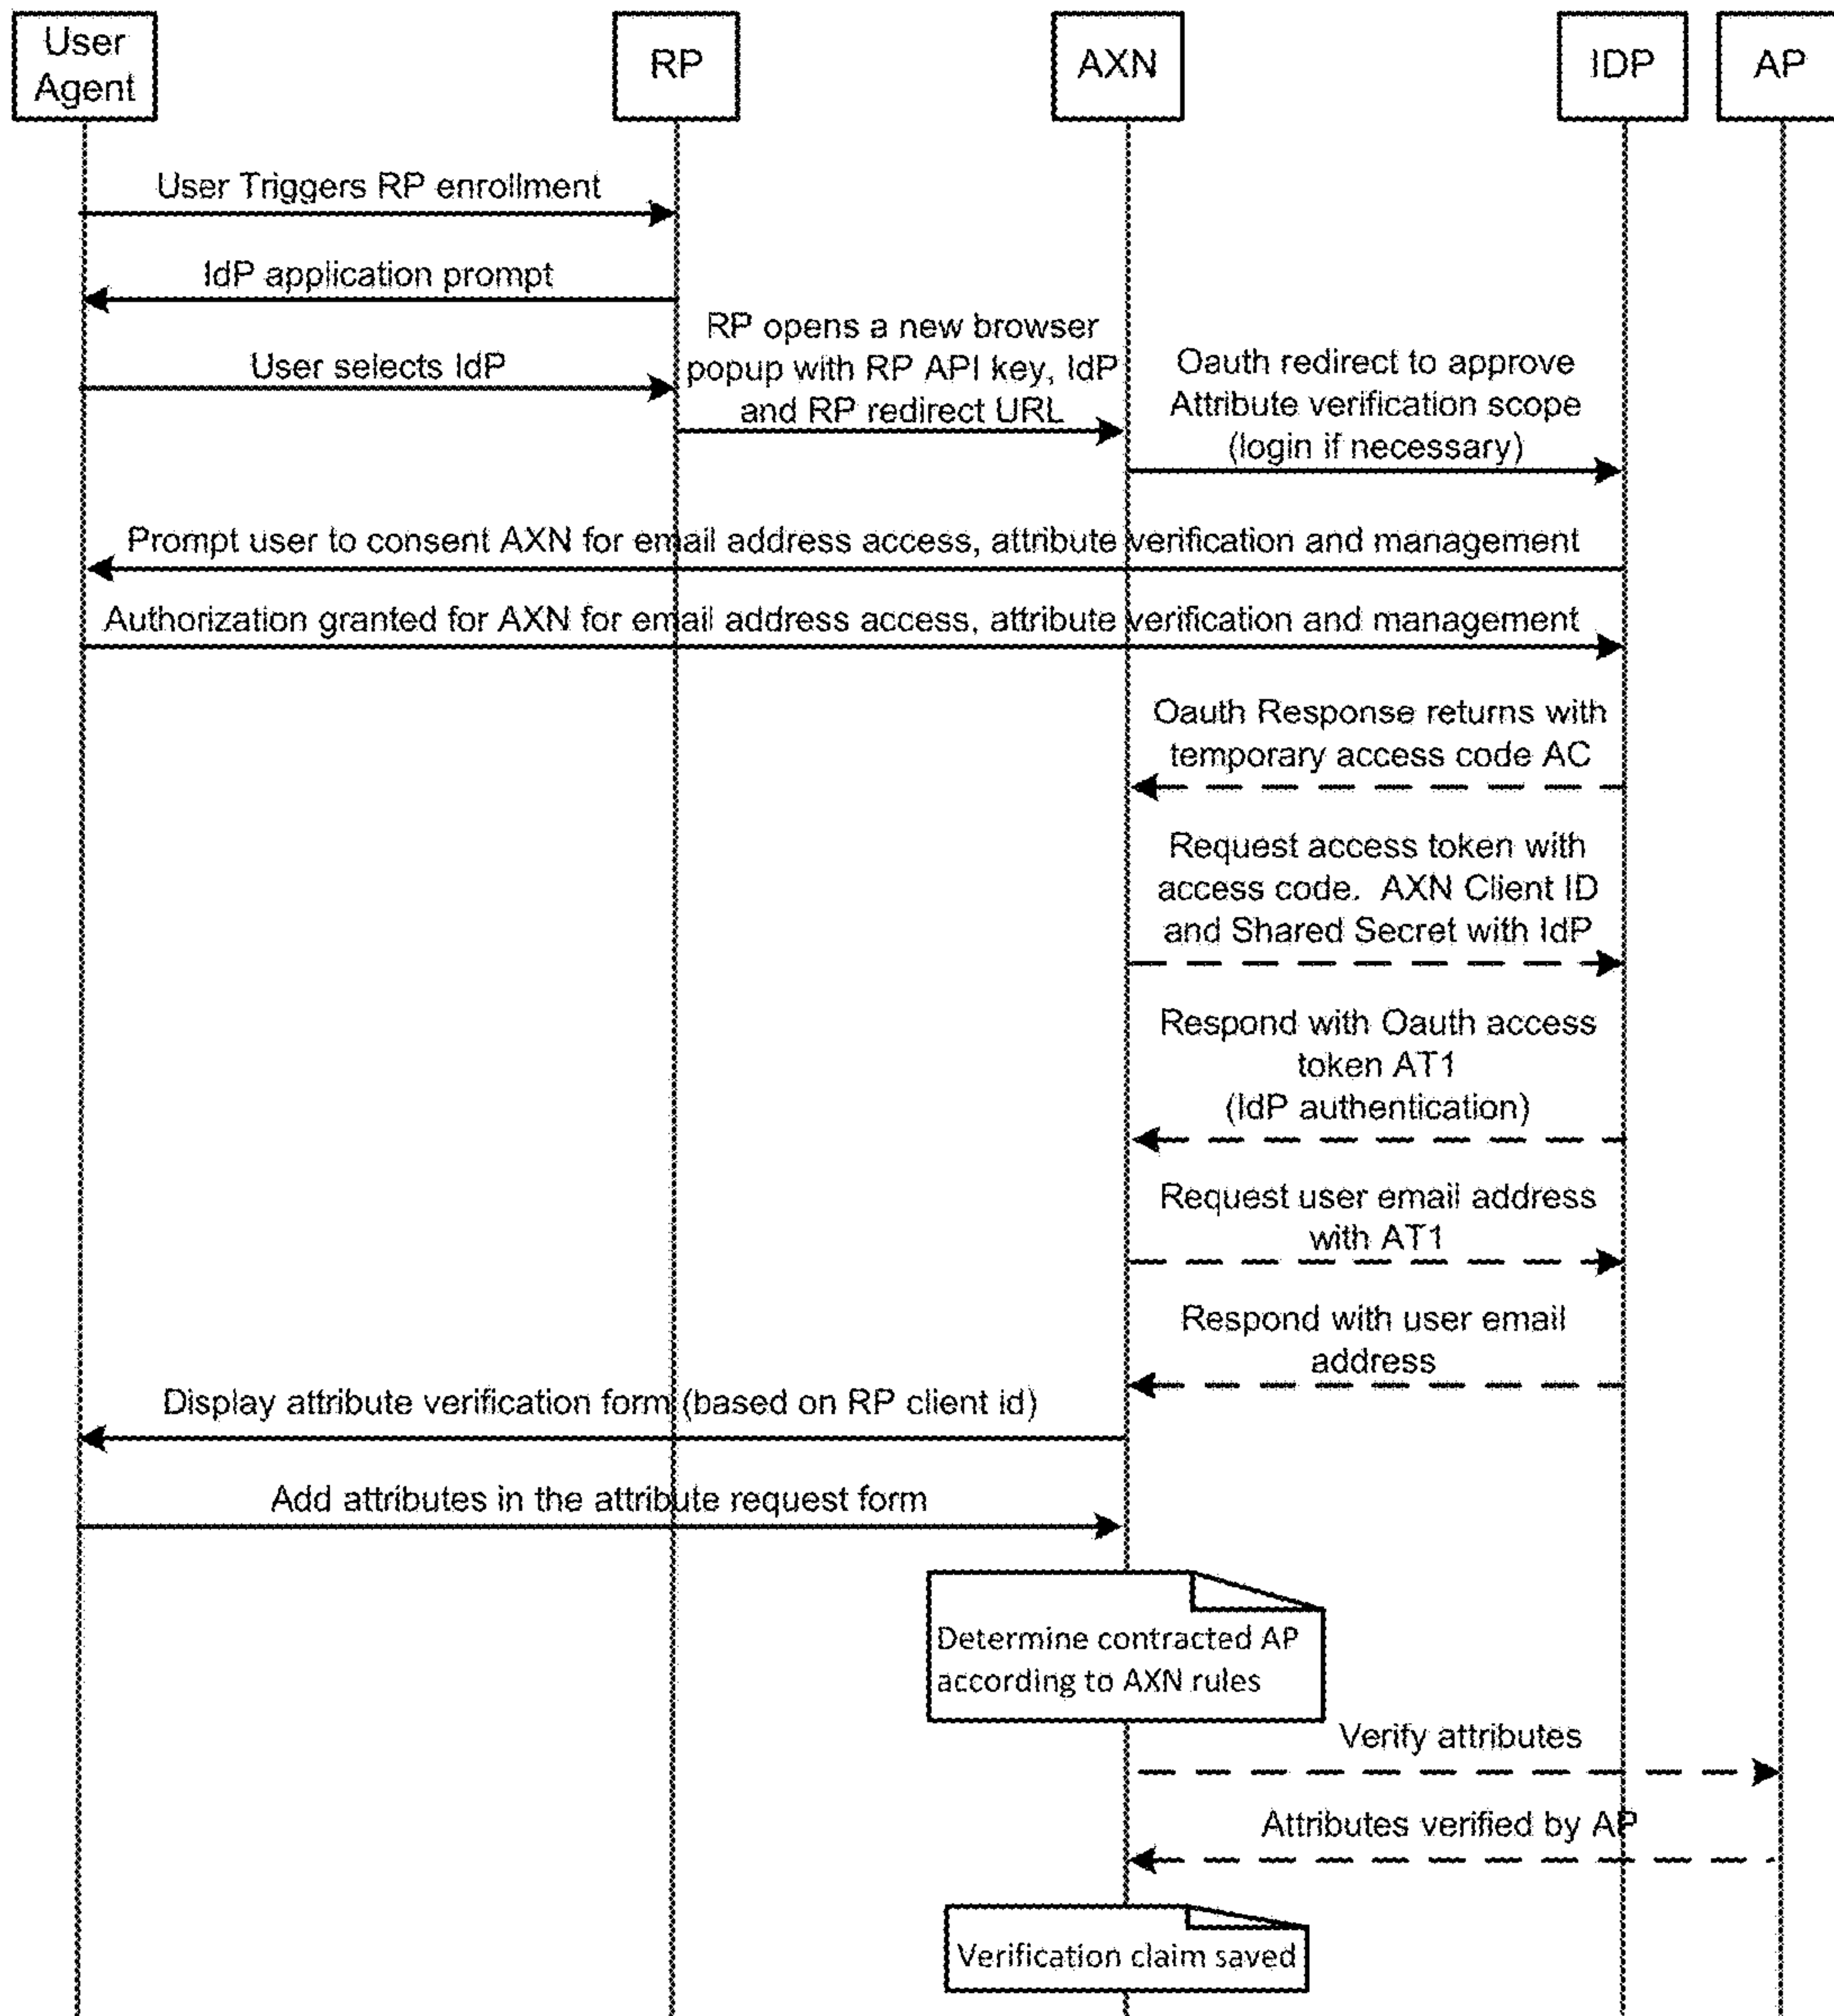 User
Agent
RP
AXN
IDP
AP
User Triggers RP enrollment
IdP application prompt
User selects IdP
RP opens a new browser
popup with RP API key, IdP
and RP redirect URL
Oauth redirect to approve
Attribute verification scope
(login if necessary)
Prompt user to consent AXN for email address access, attribute verification and management
Authorization granted for AXN for email address access, attribute verification and management
Oauth Response returns with
temporary access code AC
Request access token with
access code.  AXN Client ID
and Shared Secret with IdP
Respond with Oauth access
token AT1
(IdP authentication)
Request user email address
with AT1
Respond with user email
address
Display attribute verification form (based on RP client id)
Add attributes in the attribute request form
Determine contracted AP
according to AXN rules
Verify attributes
Attributes verified by AP
Verification claim saved